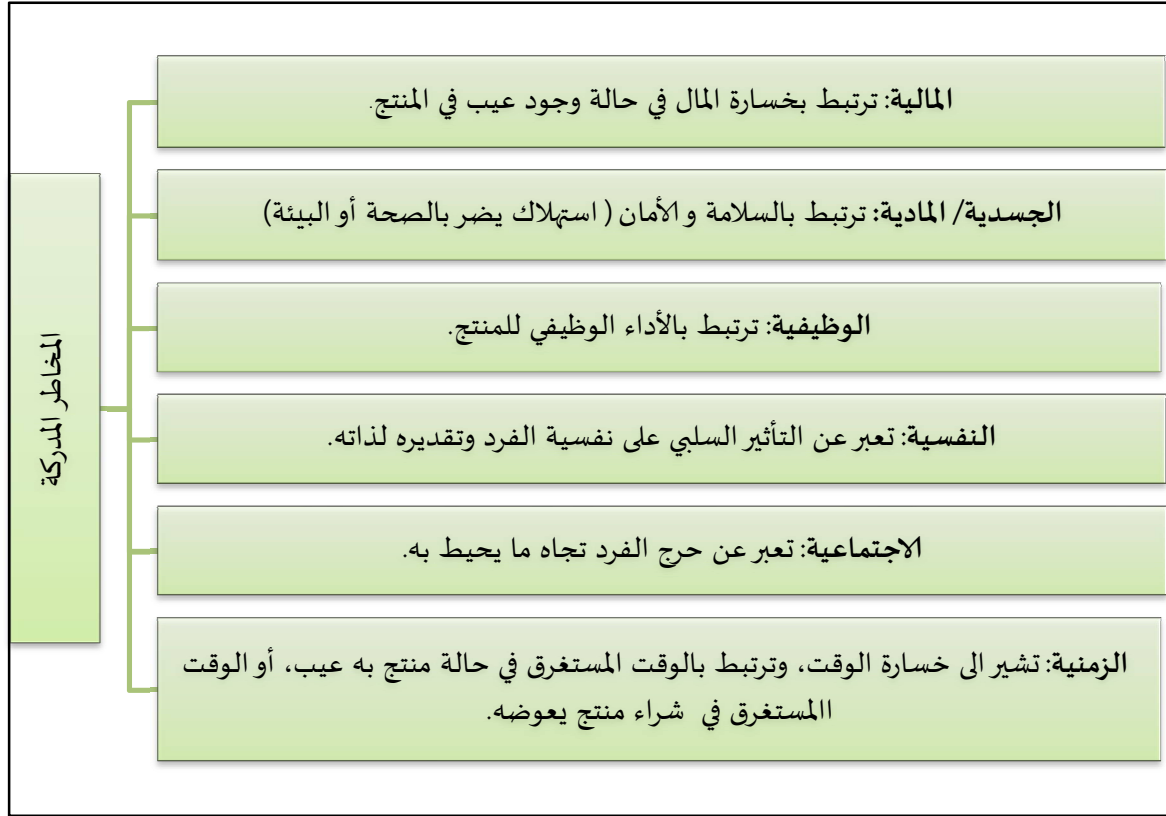 المخاطر المدركة
المالية: ترتبط بخسارة المال في حالة وجود عيب في المنتج.
الجسدية/ المادية: ترتبط بالسلامة و الأمان ( استهلاك يضر بالصحة أو البيئة)
الوظيفية: ترتبط بالأداء الوظيفي للمنتج.
النفسية: تعبر عن التأثير السلبي على نفسية الفرد وتقديره لذاته.
الاجتماعية: تعبر عن حرج الفرد تجاه ما يحيط به.
الزمنية: تشير الى خسارة الوقت، وترتبط بالوقت المستغرق في حالة منتج به عيب، أو الوقت
االمستغرق في شراء منتج يعوضه.